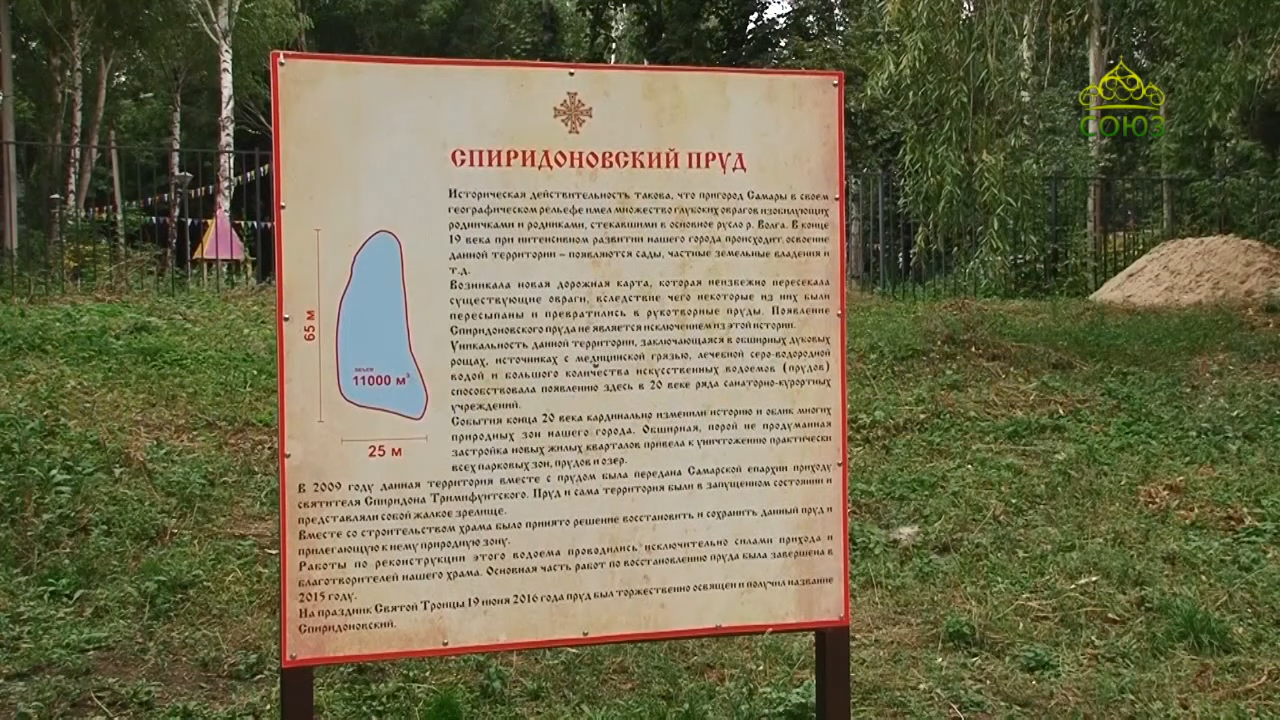 СОЮЗ
СПИРИДОНОВСКИЙ ПРУД
Историческая действительность такова, что пригород Самары в своем
географическом рельефе имел множество глубоких оврагов изобилующих
родничками и родниками, стекавшими в основное русло р. Волга. В конце
19 века при интенсивном развитии нашего города происходит освоение
данной территории – появляются сады, частные земельные владения и
т.д.
Возникала новая дорожная карта, которая неизбежно пересекала
существующие овраги, вследствие чего некоторые из них были
пересыпаны и превратились в рукотворные пруды. Появление
Спиридоновского пруда не является исключением из этой истории.
Уникальность данной территории, заключающаяся в обширных дубовых
рощах, источниках с медицинской грязью, лечебной серо-водородной
водой и большого количества искусственных водоемов (прудов)
способствовала появлению здесь в 20 веке ряда санаторно-курортных
учреждений.
События конца 20 века кардинально изменили историю и облик многих
природных зон нашего города. Обширная, порой не продуманная
застройка новых жилых кварталов привела к уничтожению практически
всех парковых зон, прудов и озер.
В 2009 году данная территория вместе с прудом была передана Самарской епархии приходу
святителя Спиридона Тримифунтского. Пруд и сама территория были в запущенном состоянии и
представляли собой жалкое зрелище.
Вместе со строительством храма было принято решение восстановить и сохранить данный пруд и
прилегающую к нему природную зону.
Работы по реконструкции этого водоема проводились исключительно силами прихода и
благотворителей нашего храма. Основная часть работ по восстановлению пруда была завершена в
2015 году.
На праздник Святой Троицы 19 июня 2016 года пруд был торжественно освящен и получил название
Спиридоновский.
65 м
объем
11000 м³
25 м